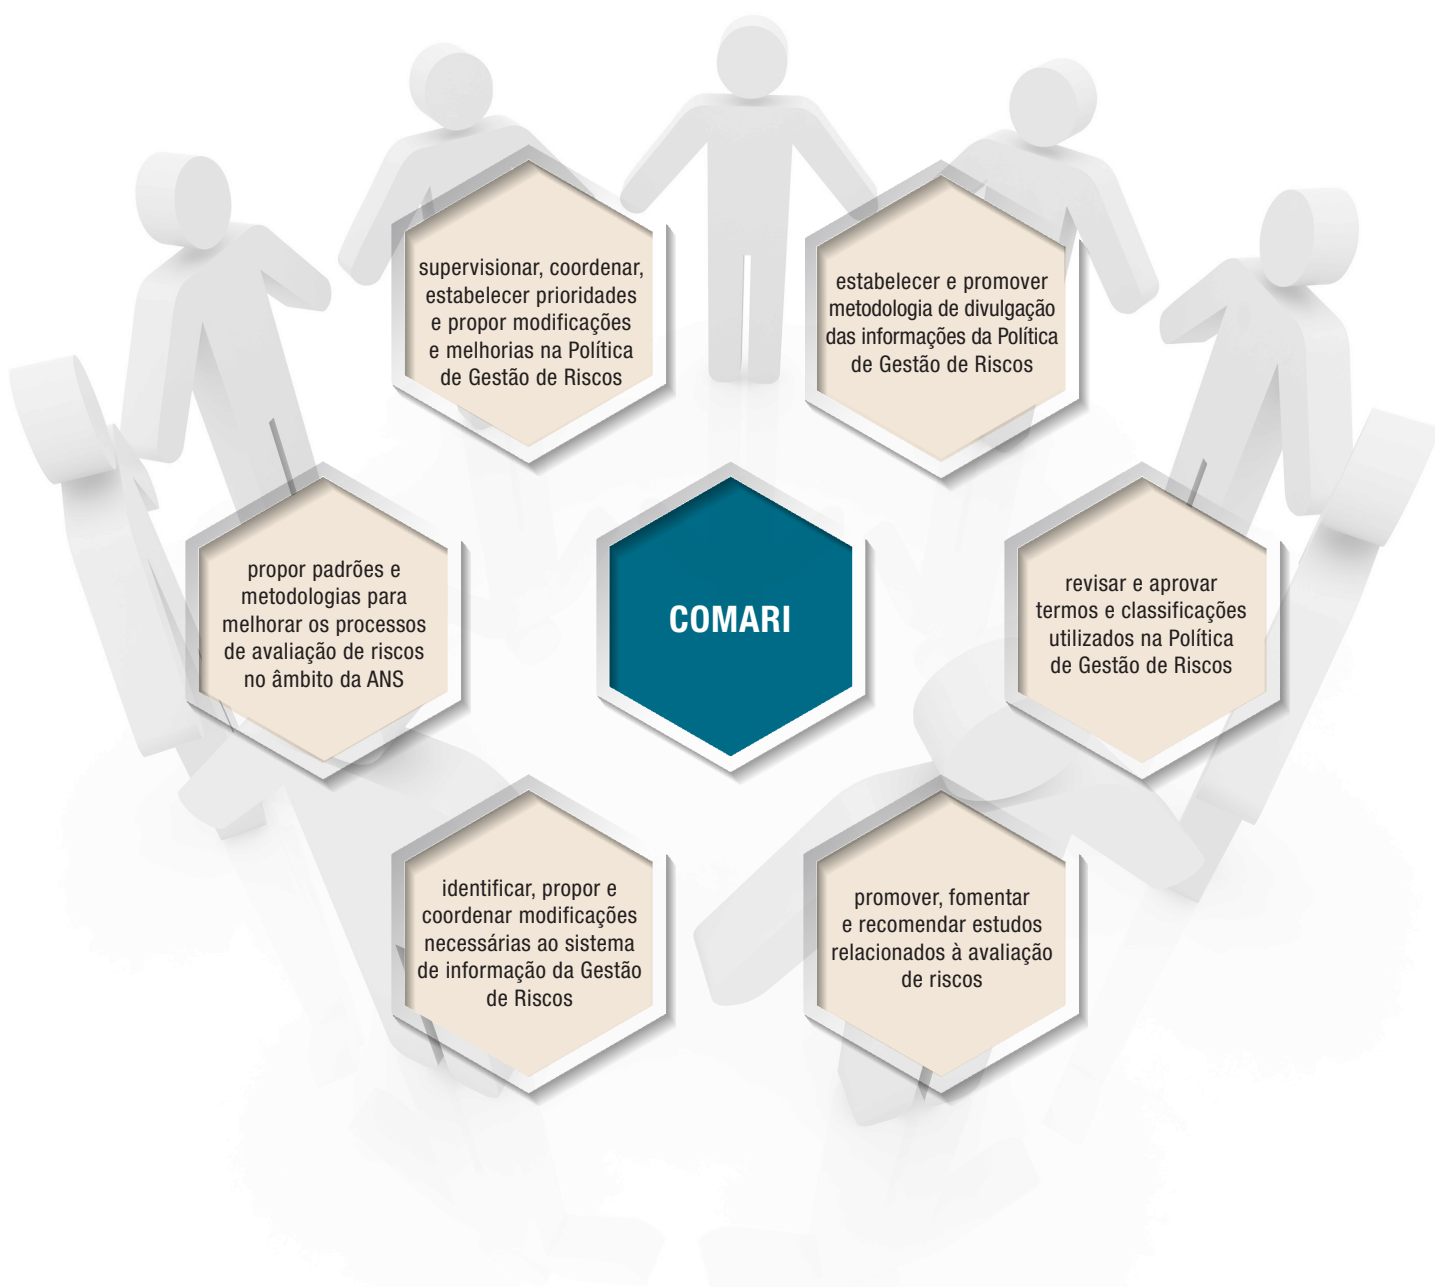 supervisionar, coordenar,
estabelecer prioridades
e propor modificações
e melhorias na Política
de Gestão de Riscos
estabelecer e promover
metodologia de divulgação
das informações da Política
de Gestão de Riscos
propor padrões e
metodologias para
melhorar os processos
de avaliação de riscos
no âmbito da ANS
COMARI
revisar e aprovar
termos e classificações
utilizados na Política
de Gestão de Riscos
identificar, propor e
coordenar modificações
necessárias ao sistema
de informação da Gestão
de Riscos
promover, fomentar
e recomendar estudos
relacionados à avaliação
de riscos